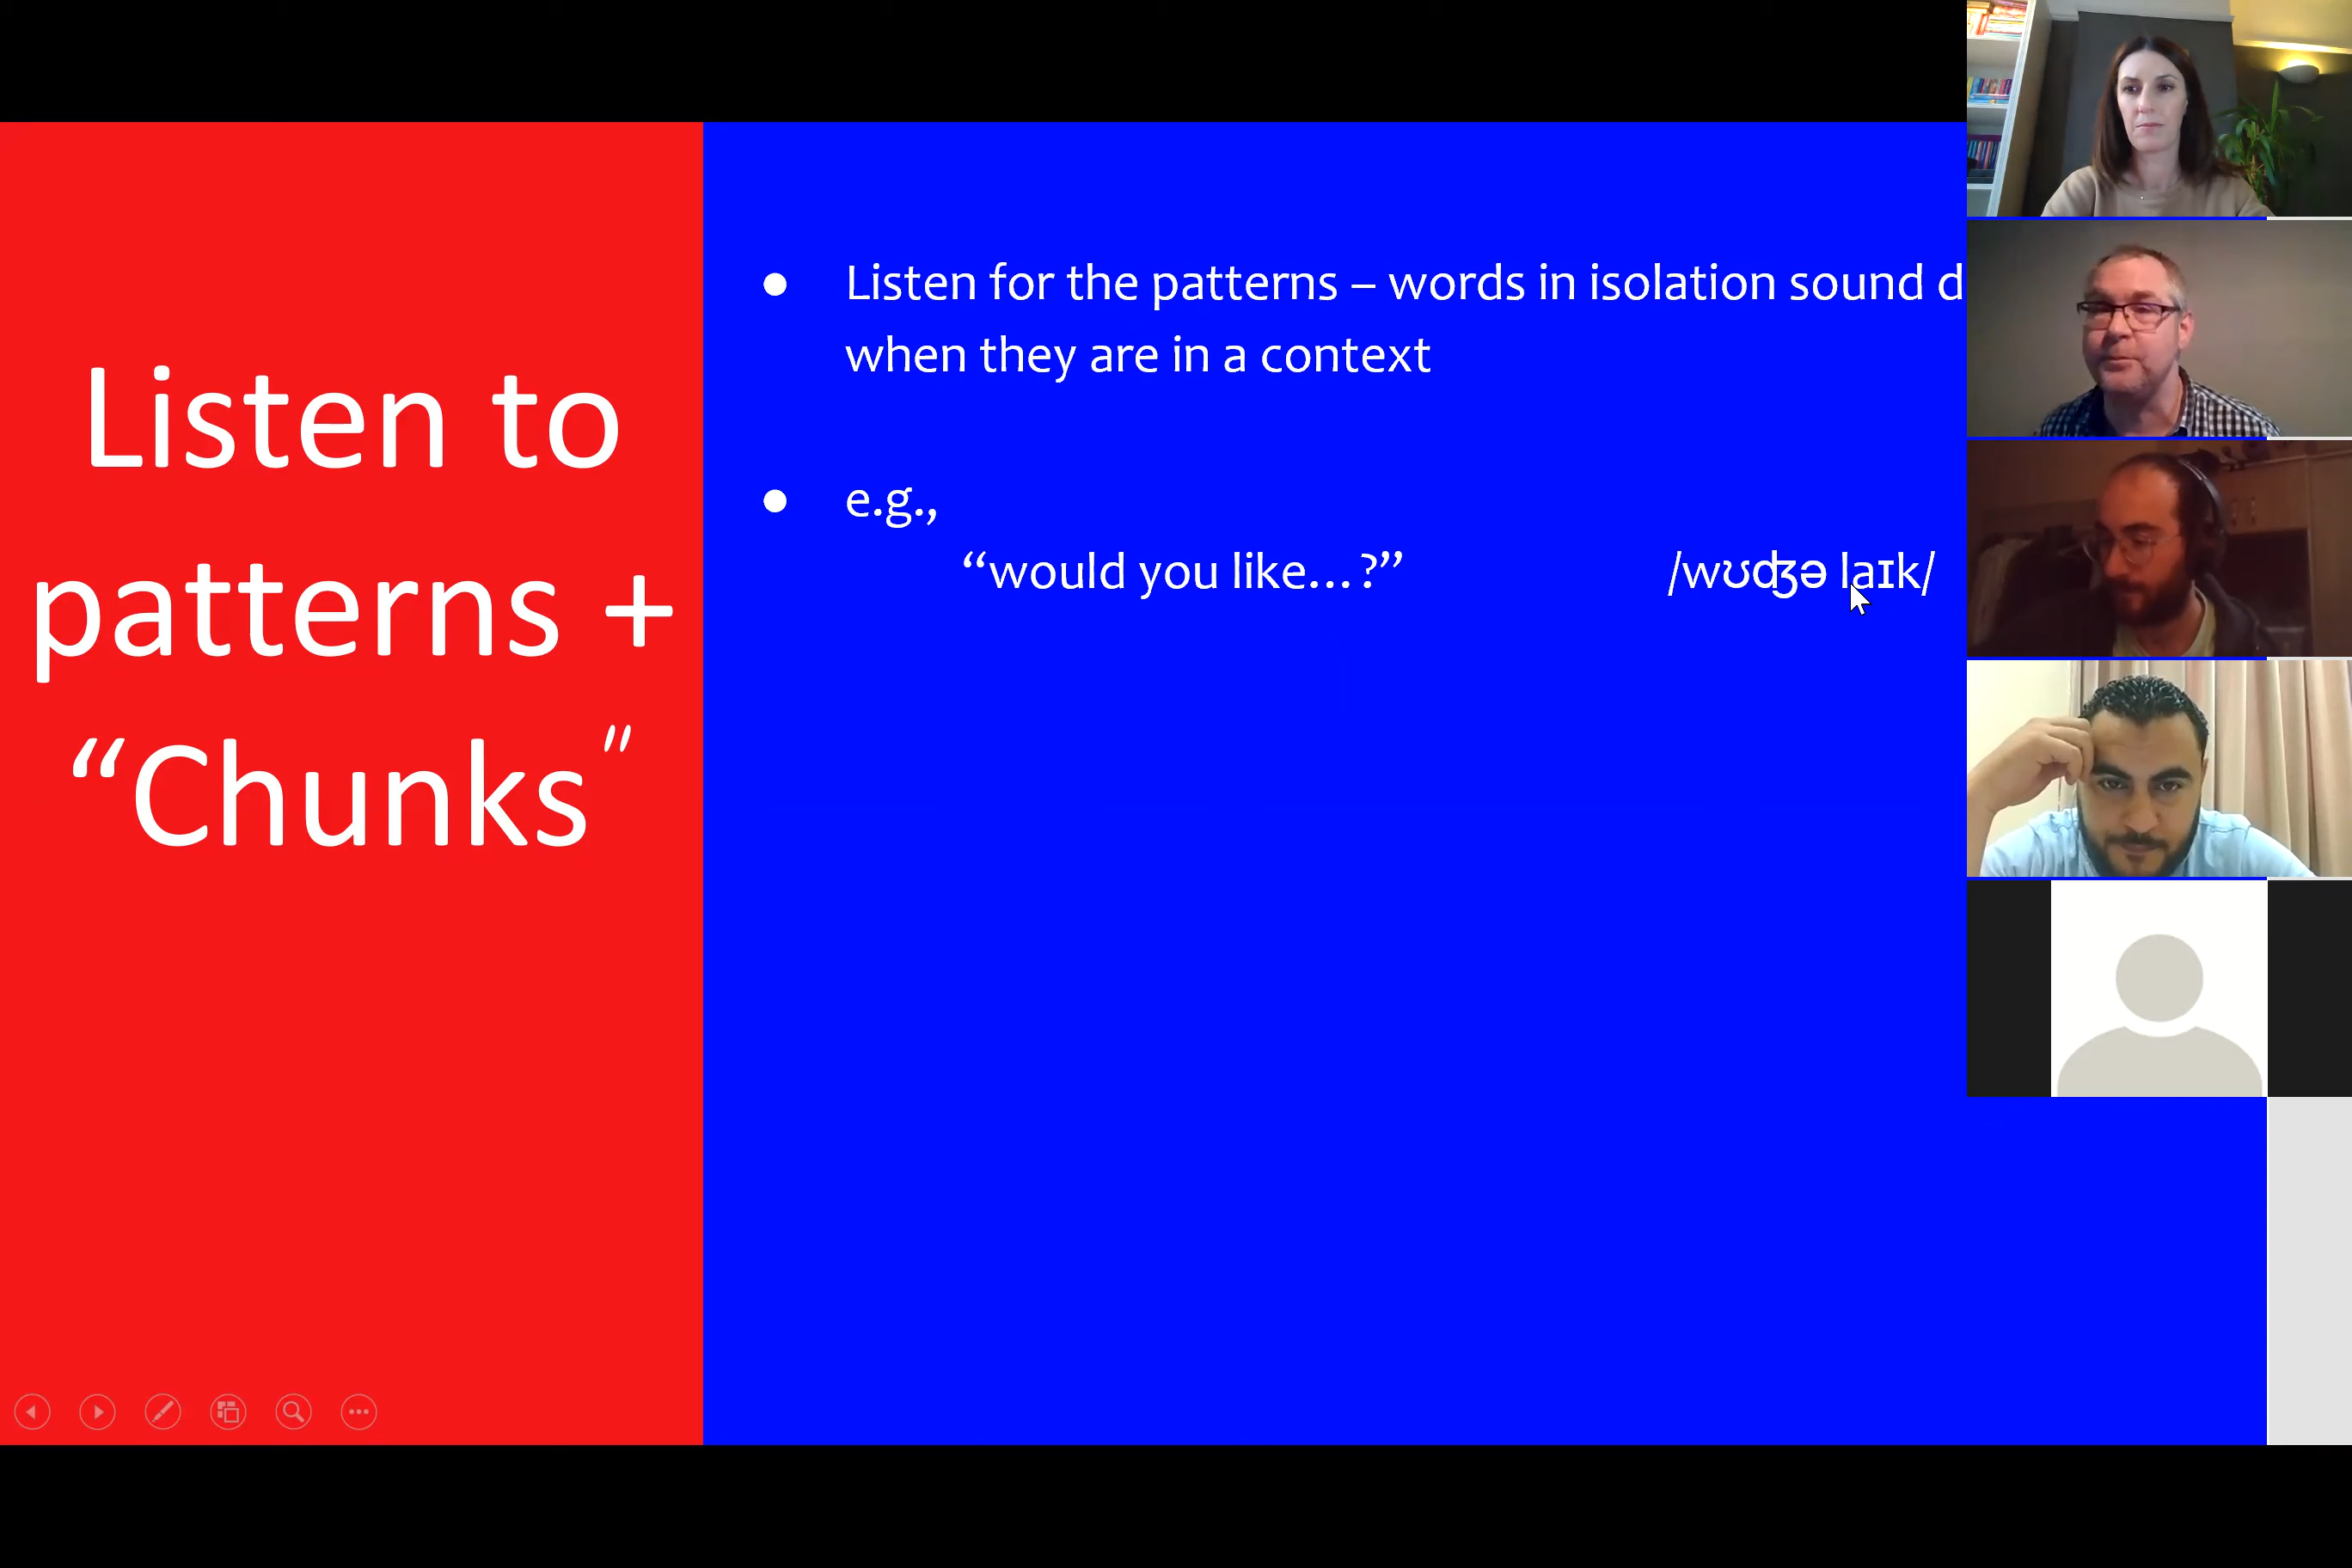 Listen to
patterns +
“Chunks”
● Listen for the patterns – words in isolation sound d
when they are in a context
● e.g.,
“would you like…?” /wʊʤə laɪk/